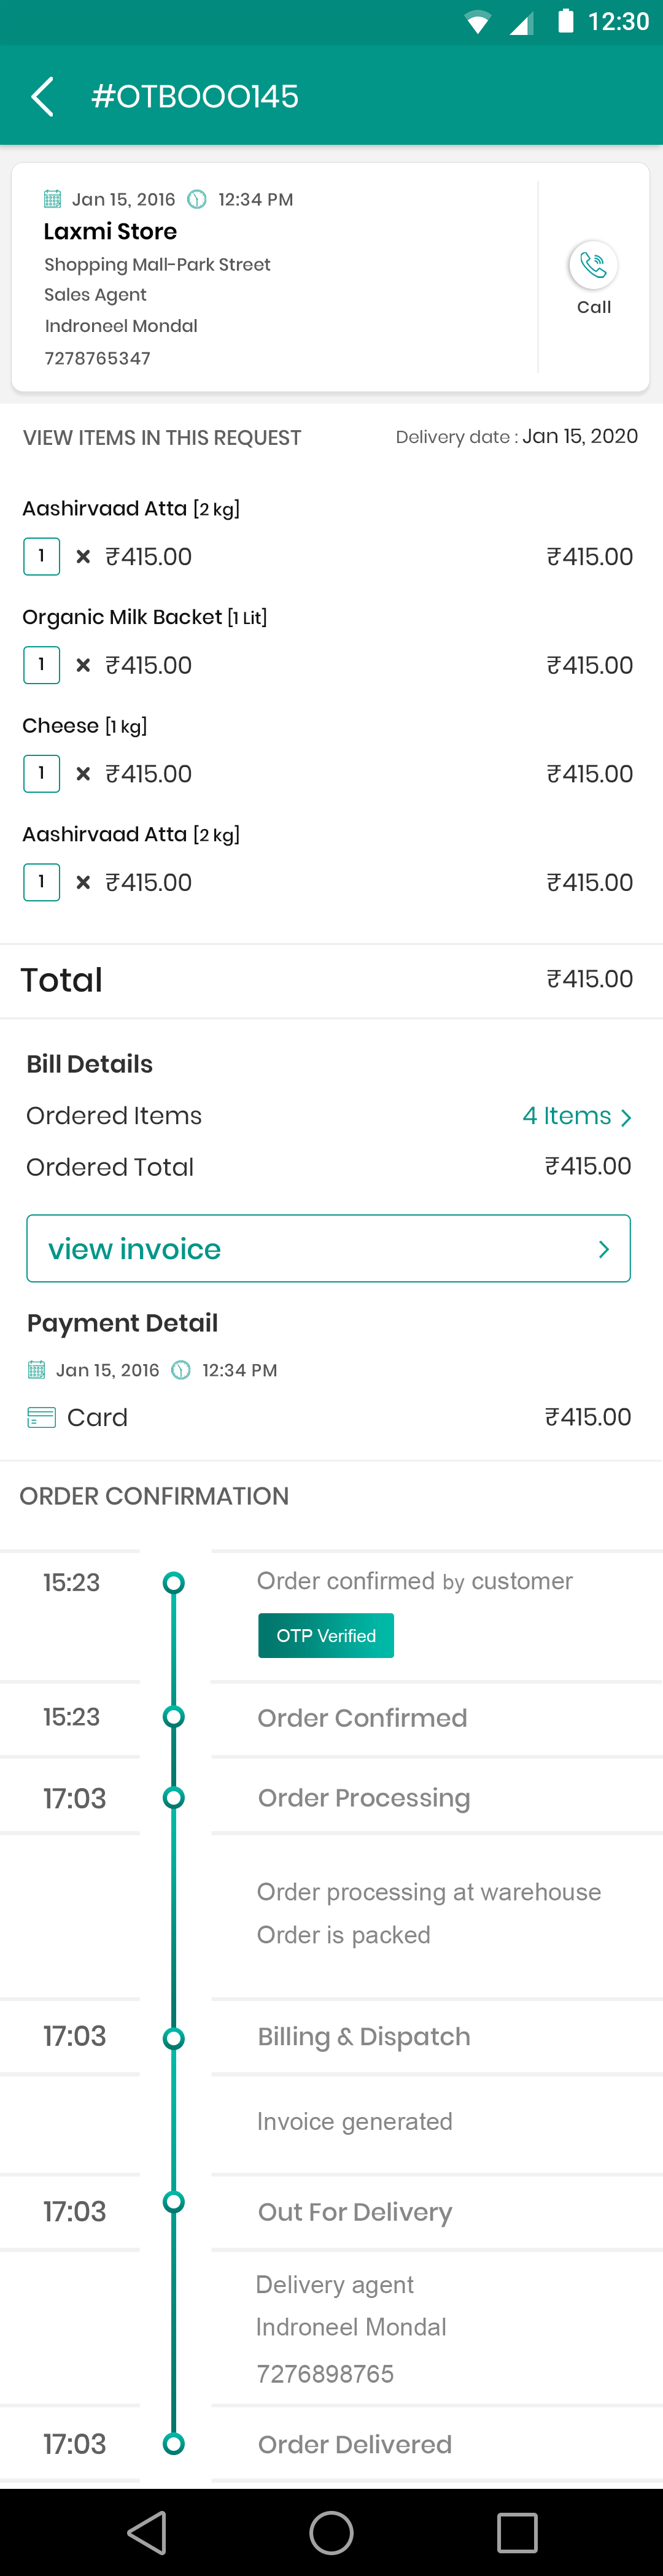 12:30
#OTBOOO145
Jan 15, 2016 12:34 PM
Laxmi Store
Shopping Mall-Park Street
Sales Agent
Indroneel Mondal
7278765347
Call
VIEW ITEMS IN THIS REQUEST Delivery date : Jan 15, 2020
Aashirvaad Atta [2 kg]
1 × ₹415.00 ₹415.00
Organic Milk Backet [1 Lit]
1 × ₹415.00 ₹415.00
Cheese [1 kg]
1 × ₹415.00 ₹415.00
Aashirvaad Atta [2 kg]
1 × ₹415.00 ₹415.00
Total ₹415.00
Bill Details
Ordered Items 4 Items >
Ordered Total ₹415.00
view invoice >
Payment Detail
Jan 15, 2016 12:34 PM
Card ₹415.00
ORDER CONFIRMATION
15:23 Order confirmed by customer
OTP Verified
15:23 Order Confirmed
17:03 Order Processing
Order processing at warehouse
Order is packed
17:03 Billing & Dispatch
Invoice generated
17:03 Out For Delivery
Delivery agent
Indroneel Mondal
7276898765
17:03 Order Delivered